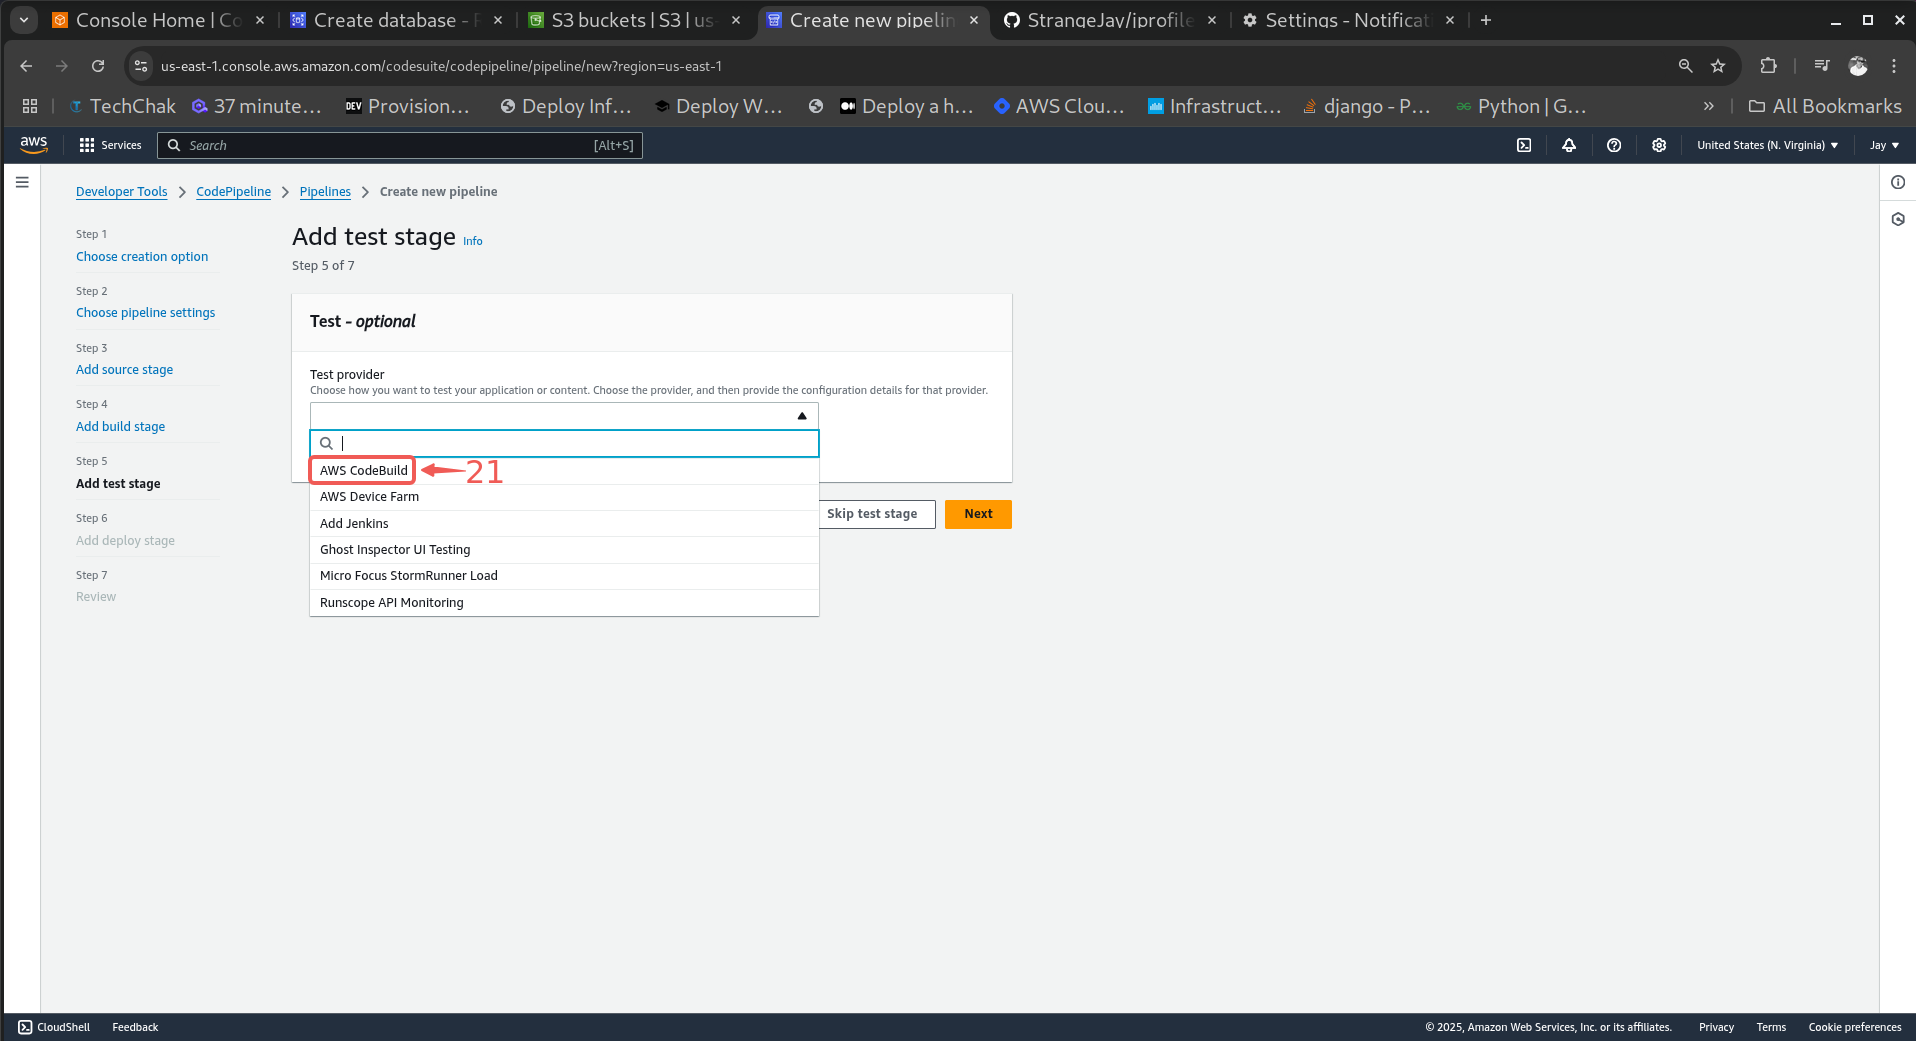 Console Home | Co
Create database - R
S3 buckets | S3 | us-
Create new pipelin
StrangeJay/jprofile
Settings - Notificat
us-east-1.console.aws.amazon.com/codesuite/codepipeline/pipeline/new?region=us-east-1
TechChak
37 minute...
DEV Provision...
Deploy Inf...
Deploy W...
Deploy a h...
AWS Clou...
Infrastruct...
django - P...
Python | G...
»
All Bookmarks
aws
Services
Search
[Alt+S]
United States (N. Virginia)
Jay
Developer Tools
CodePipeline
Pipelines
Create new pipeline
Step 1
Choose creation option
Step 2
Choose pipeline settings
Step 3
Add source stage
Step 4
Add build stage
Step 5
Add test stage
Step 6
Add deploy stage
Step 7
Review
Add test stage Info
Step 5 of 7
Test - optional
Test provider
Choose how you want to test your application or content. Choose the provider, and then provide the configuration details for that provider.
AWS CodeBuild
21
AWS Device Farm
Add Jenkins
Ghost Inspector UI Testing
Micro Focus StormRunner Load
Runscope API Monitoring
Skip test stage
Next
CloudShell
Feedback
© 2025, Amazon Web Services, Inc. or its affiliates.
Privacy
Terms
Cookie preferences